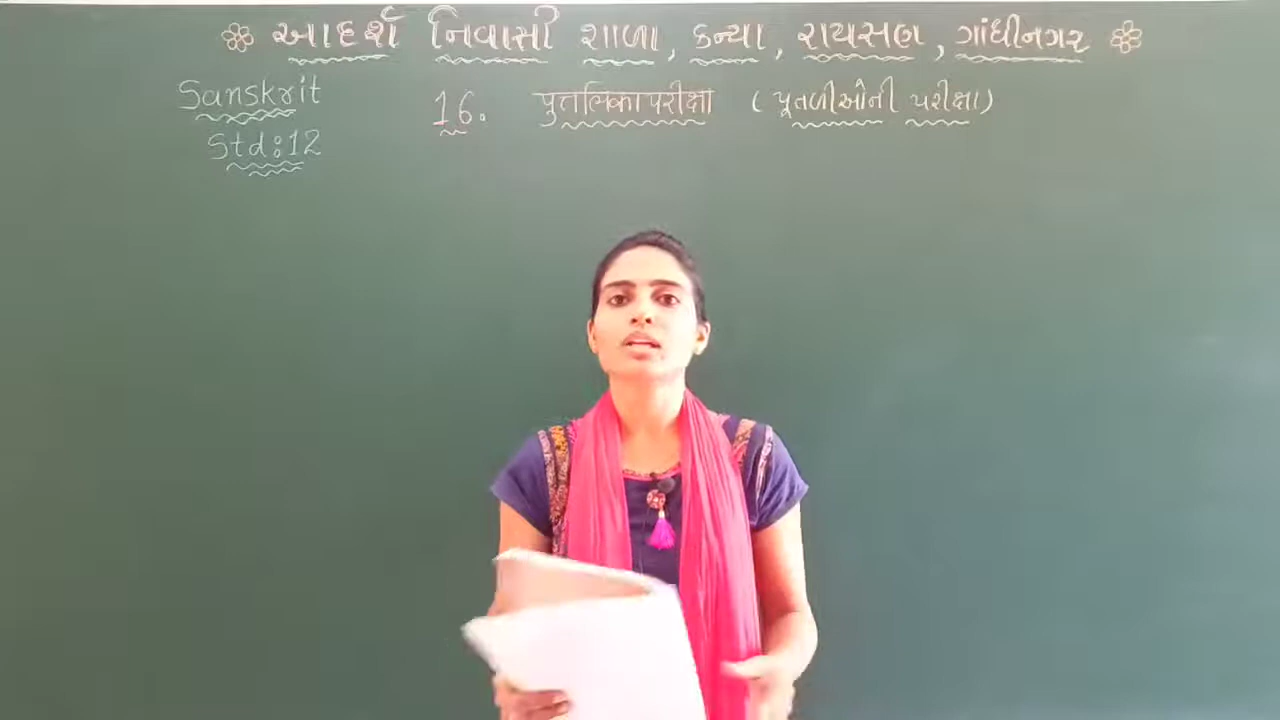 આદર્શ નિવાસી શાળા, કન્યા, રાયસણ, ગાંધીનગર
Sanskrit
16. पुत्तलिकापरीक्षा (પૂતળીઓની પરીક્ષા)
Std:12